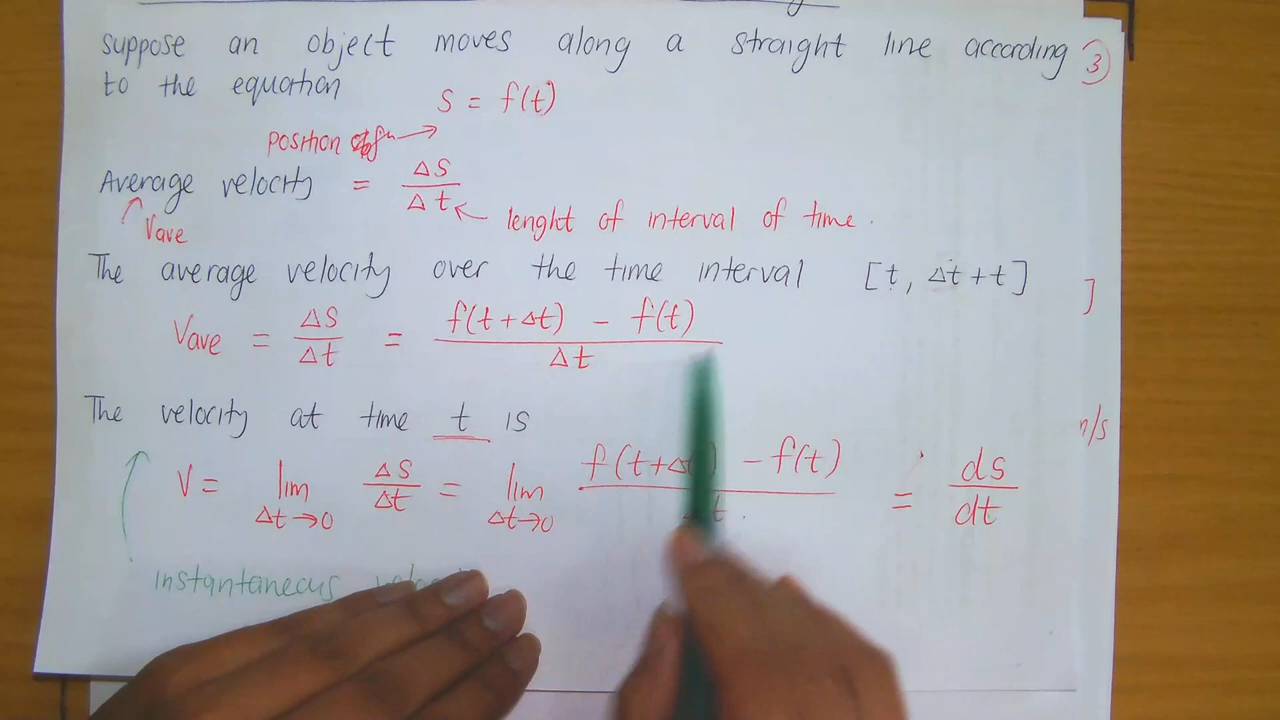 suppose an object moves along a straight line according
③
to the equation
s = f(t)
position
Average velocity = Δs/Δt ← lenght of interval of time.
Vave
The average velocity over the time interval [t, Δt+t]
]
Vave = Δs/Δt = f(t+Δt) - f(t) / Δt
The velocity at time t is
n/s
V = lim Δt→0 Δs/Δt = lim Δt→0 - f(t) = ds/dt
instantaneous